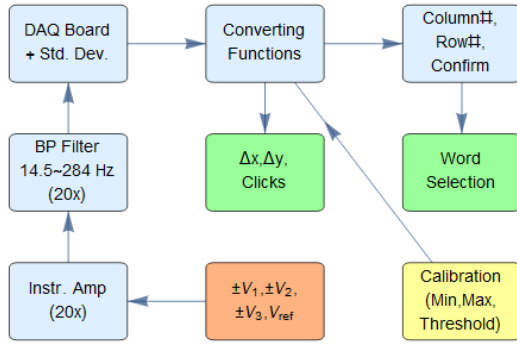 DAQ Board
+ Std. Dev.
Converting
Functions
Column#,
Row#,
Confirm
BP Filter
14.5~284 Hz
(20x)
Δx,Δy,
Clicks
Word
Selection
Instr. Amp
(20x)
±V₁,±V₂,
±V₃,Vref
Calibration
(Min,Max,
Threshold)